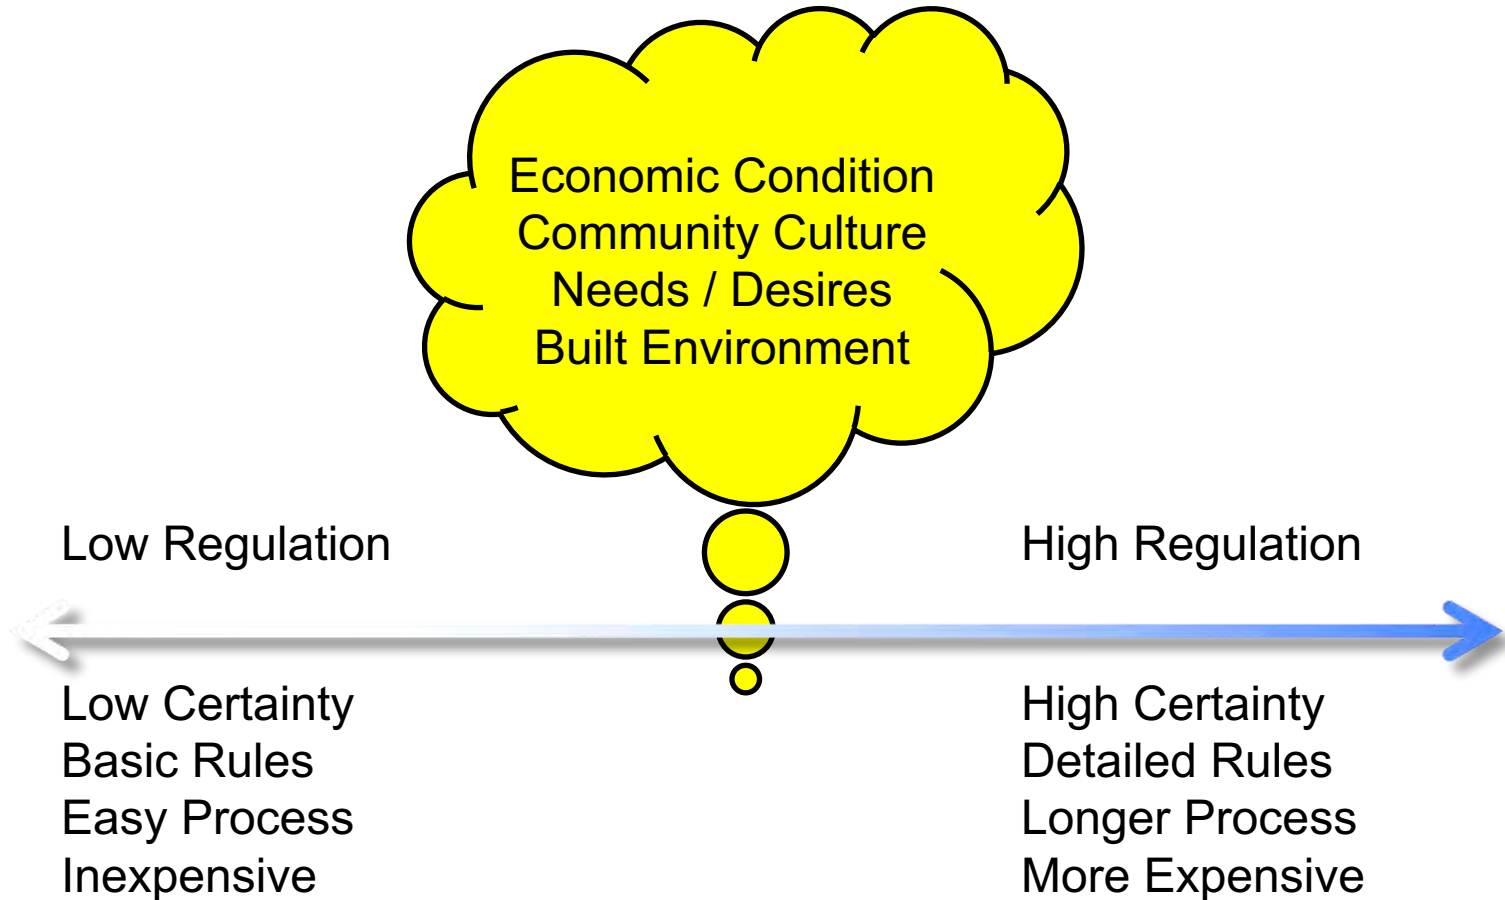 Economic Condition
Community Culture
Needs / Desires
Built Environment
Low Regulation
High Regulation
Low Certainty
Basic Rules
Easy Process
Inexpensive
High Certainty
Detailed Rules
Longer Process
More Expensive